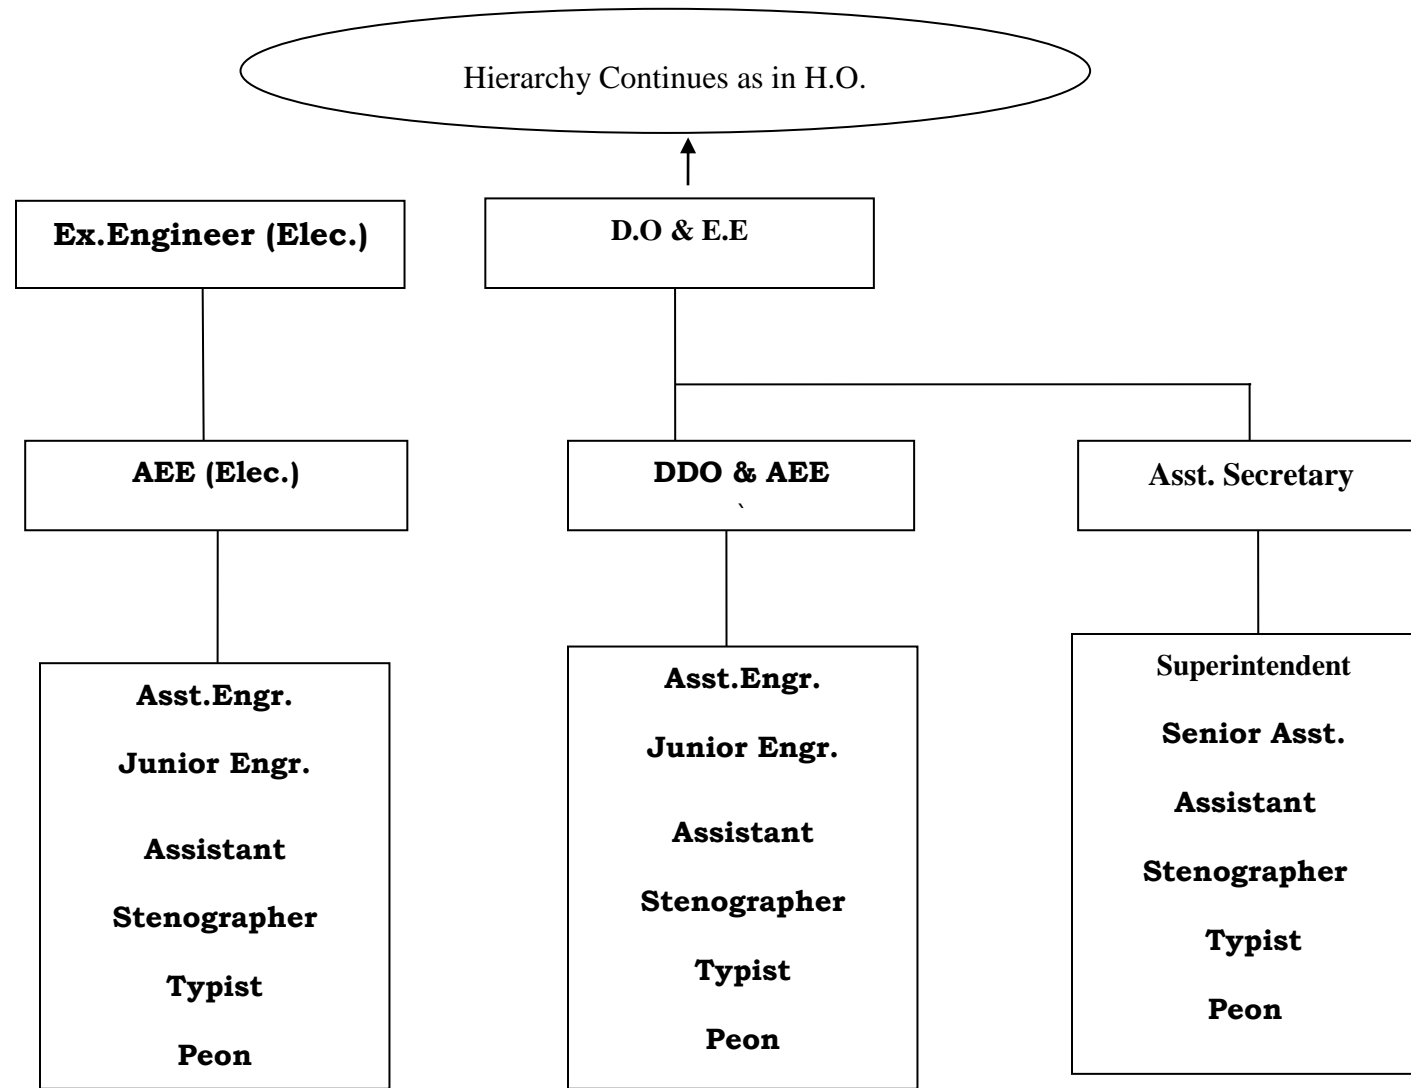 Hierarchy Continues as in H.O.
Ex.Engineer (Elec.)
D.O & E.E
AEE (Elec.)
DDO & AEE
`
Asst. Secretary
Asst.Engr.
Junior Engr.
Assistant
Stenographer
Typist
Peon
Asst.Engr.
Junior Engr.
Assistant
Stenographer
Typist
Peon
Superintendent
Senior Asst.
Assistant
Stenographer
Typist
Peon